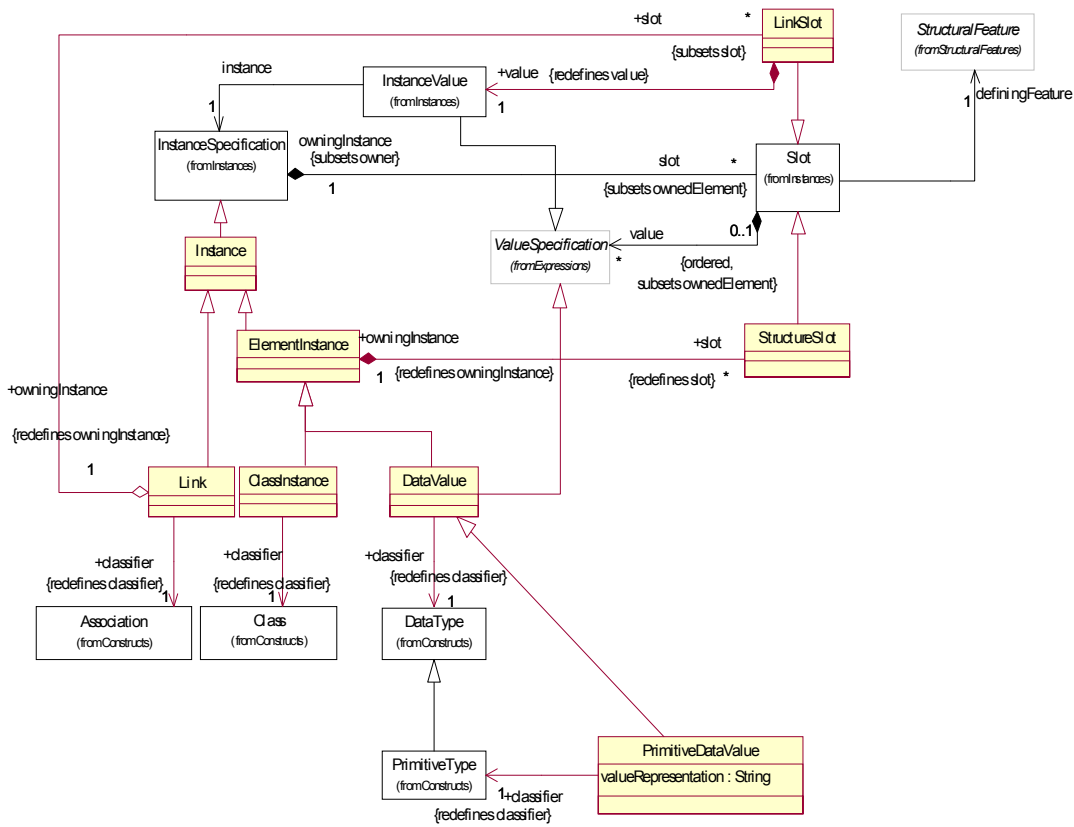 +slot
*
LinkSlot
StructuralFeature
(fromStructuralFeatures)
{subsets slot}
instance
InstanceValue
(fromInstances)
+value
{redefines value}
1
1
1
definingFeature
InstanceSpecification
(fromInstances)
owningInstance
{subsets owner}
1
slot
*
{subsets ownedElement}
Slot
(fromInstances)
Instance
ValueSpecification
(fromExpressions)
value
*
0..1
{ordered,
subsets ownedElement}
ElementInstance
+owningInstance
1
{redefines owningInstance}
+slot
{redefines slot}
*
StructureSlot
+owningInstance
{redefines owningInstance}
1
Link
ClassInstance
DataValue
+classifier
{redefines classifier}
1
+classifier
{redefines classifier}
1
+classifier
{redefines classifier}
1
Association
(fromConstructs)
Class
(fromConstructs)
DataType
(fromConstructs)
PrimitiveType
(fromConstructs)
PrimitiveDataValue
valueRepresentation : String
1
+classifier
{redefines classifier}